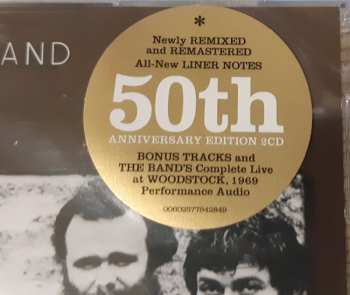 AND
*
Newly REMIXED
and REMASTERED
All-New LINER NOTES
50th
ANNIVERSARY EDITION 2CD
BONUS TRACKS and
THE BAND'S Complete Live
at WOODSTOCK, 1969
Performance Audio
00602577842849